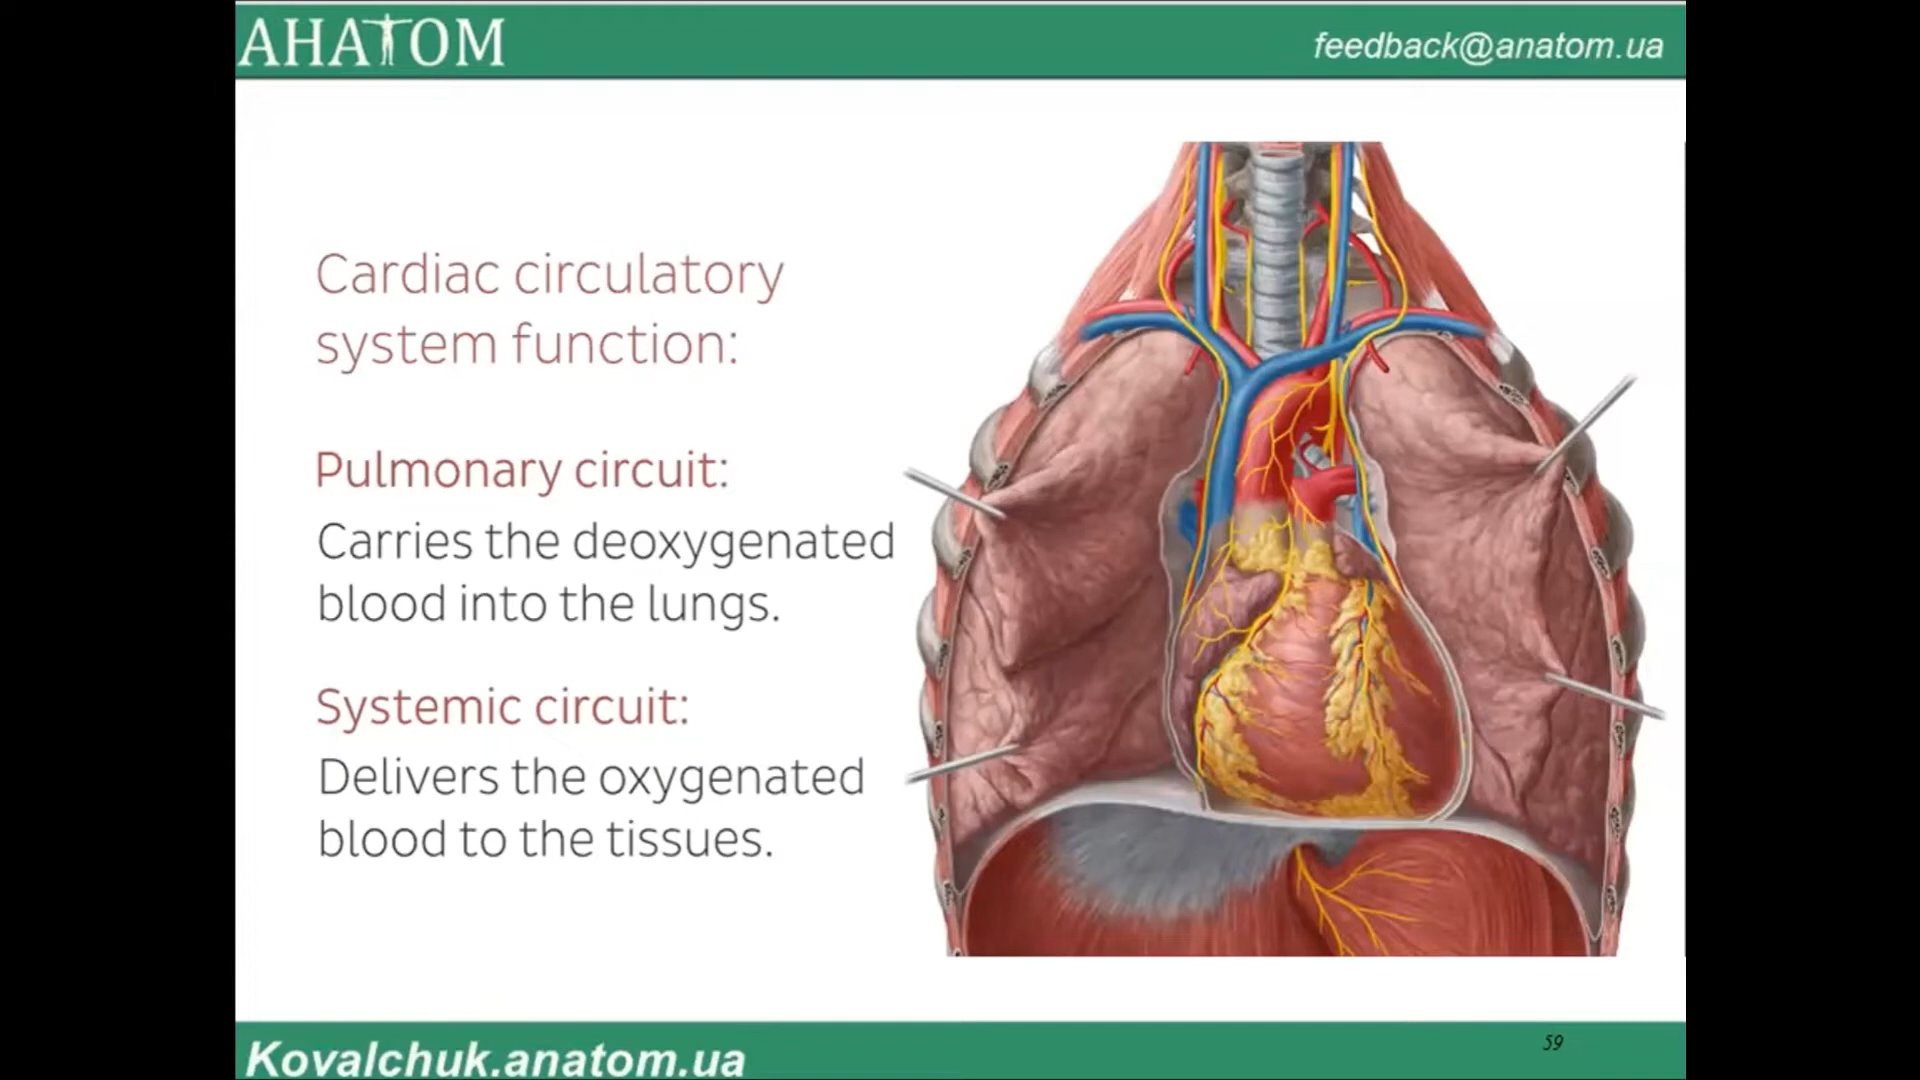 АНАТОМ
feedback@anatom.ua
Cardiac circulatory
system function:
Pulmonary circuit:
Carries the deoxygenated
blood into the lungs.
Systemic circuit:
Delivers the oxygenated
blood to the tissues.
Kovalchuk.anatom.ua
59